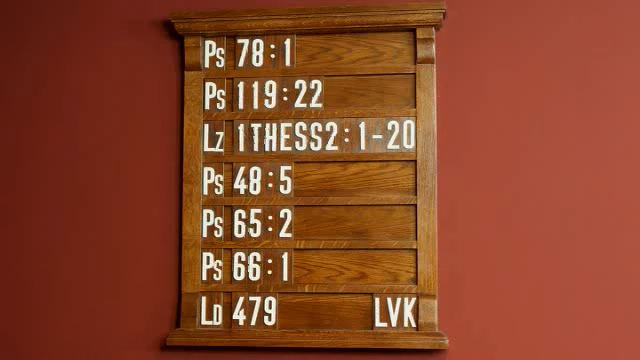 Ps 78:1
Ps 119:22
Lz 1THESS2:1-20
Ps 48:5
Ps 65:2
Ps 66:1
LD 479 LVK